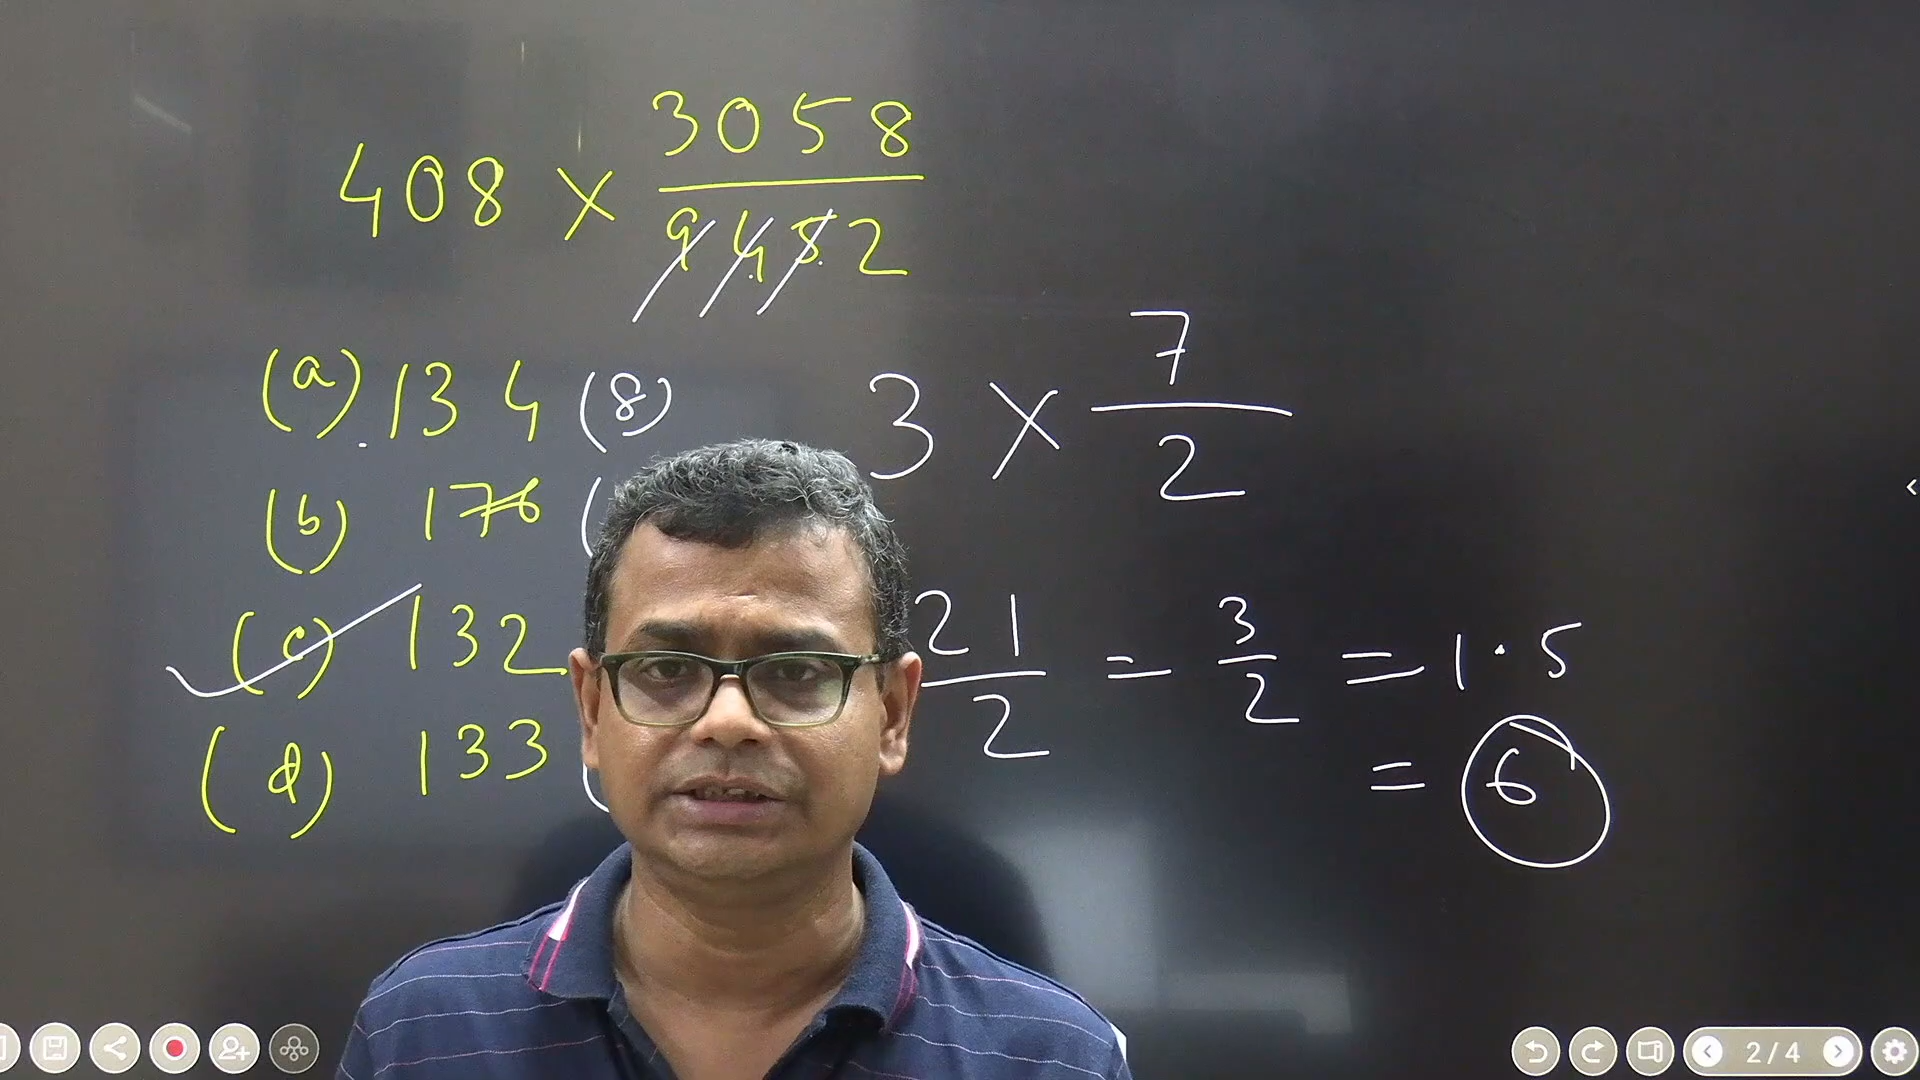 408 × 3058
9452
(a) 134 (8)
(b) 176 (
(c) 132
(d) 133 (
3 × 7
2
21 = 3 = 1.5
2 2
= 6
2/4